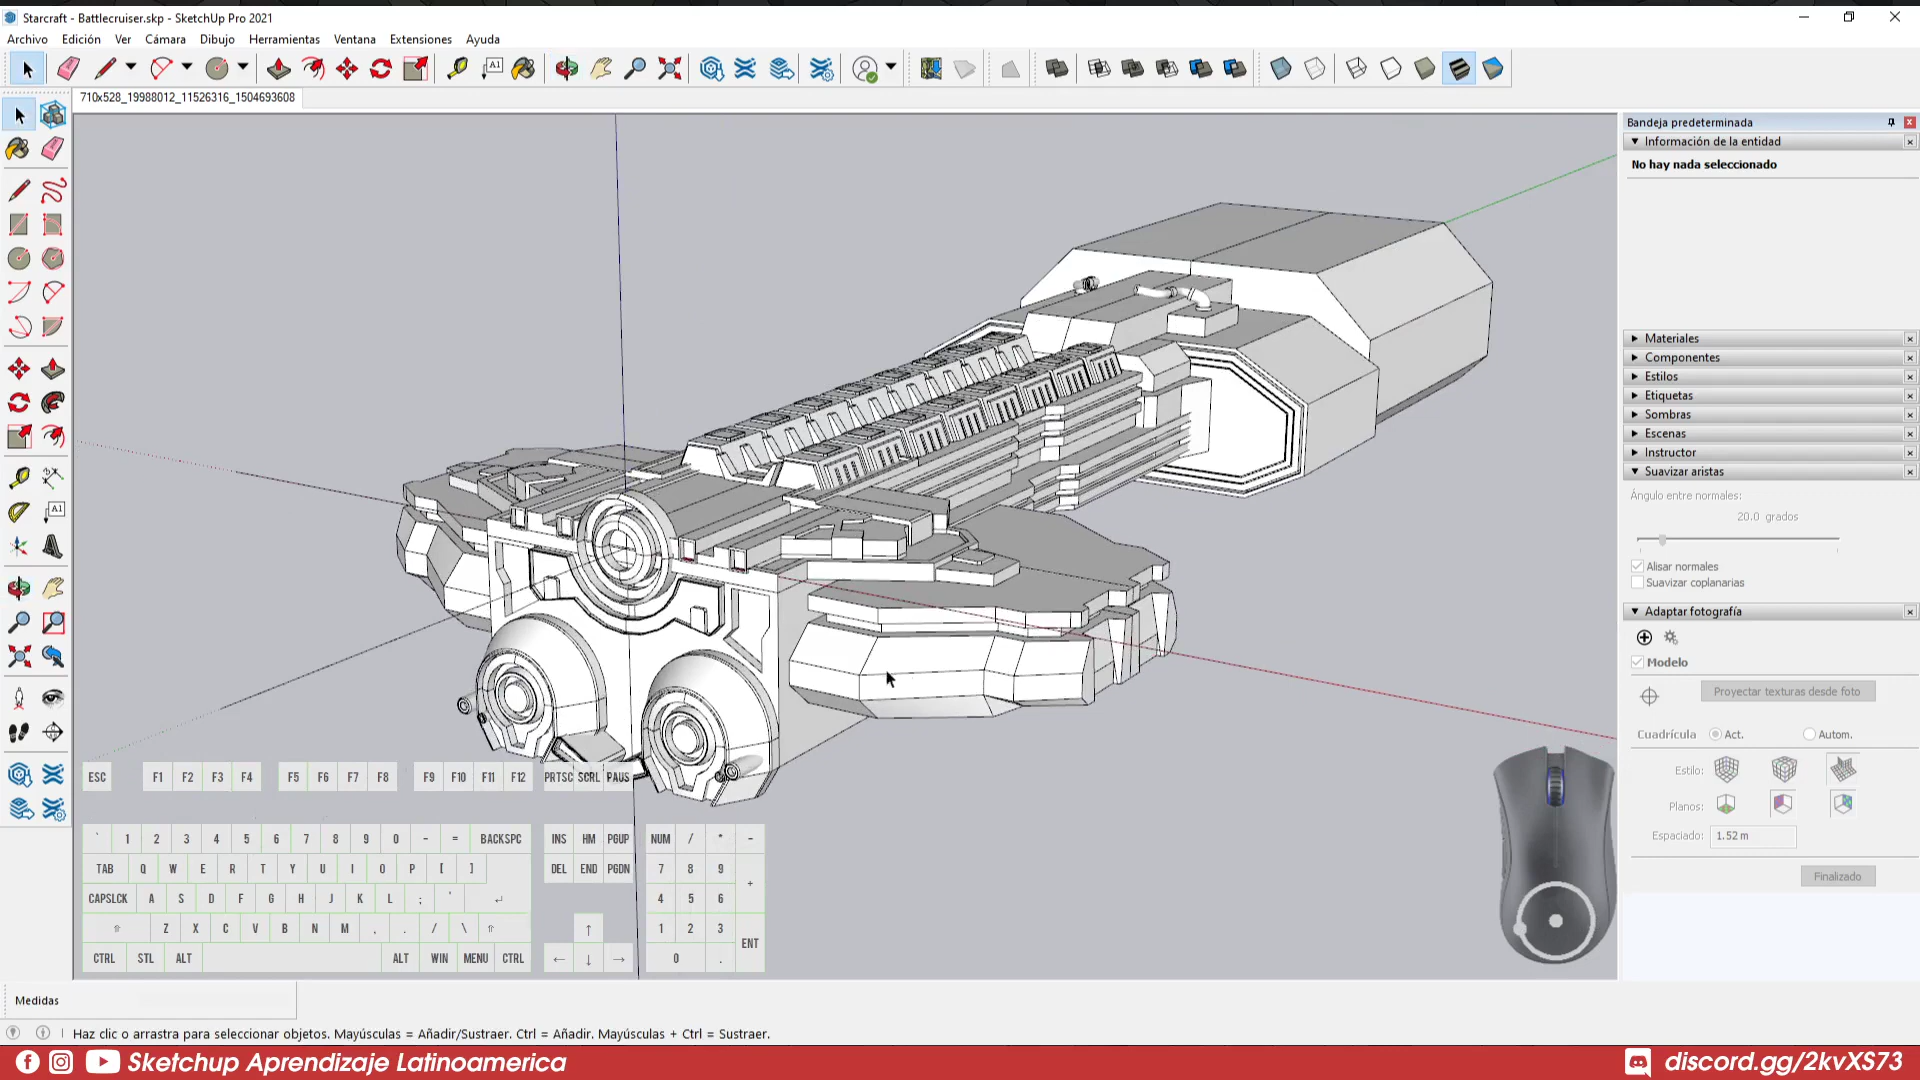 Starcraft - Battlecruiser.skp - SketchUp Pro 2021
Archivo Edición Ver Cámara Dibujo Herramientas Ventana Extensiones Ayuda
A1
710x528_19988012_11526316_1504693608
Bandeja predeterminada
Información de la entidad
No hay nada seleccionado
Materiales
Componentes
Estilos
Etiquetas
Sombras
Escenas
Instructor
Suavizar aristas
Ángulo entre normales:
20.0 grados
Alisar normales
Suavizar coplanarias
Adaptar fotografía
Modelo
Proyectar texturas desde foto
Cuadrícula Act. Autom.
Estilo:
Planos:
Espaciado: 1.52 m
Finalizado
A1
ESC F1 F2 F3 F4 F5 F6 F7 F8 F9 F10 F11 F12 PRTSC SCRL PAUS
` 1 2 3 4 5 6 7 8 9 0 - = BACKSPC INS HM PGUP NUM / * -
TAB Q W E R T Y U I O P [ ] DEL END PGDN 7 8 9 +
CAPSLCK A S D F G H J K L ; ' ↵ 4 5 6
⇧ Z X C V B N M , . / \ ⇧ ↑ 1 2 3 ENT
CTRL STL ALT ALT WIN MENU CTRL ← ↓ → 0 .
Medidas
Haz clic o arrastra para seleccionar objetos. Mayúsculas = Añadir/Sustraer. Ctrl = Añadir. Mayúsculas + Ctrl = Sustraer.
Sketchup Aprendizaje Latinoamerica
discord.gg/2kvXS73